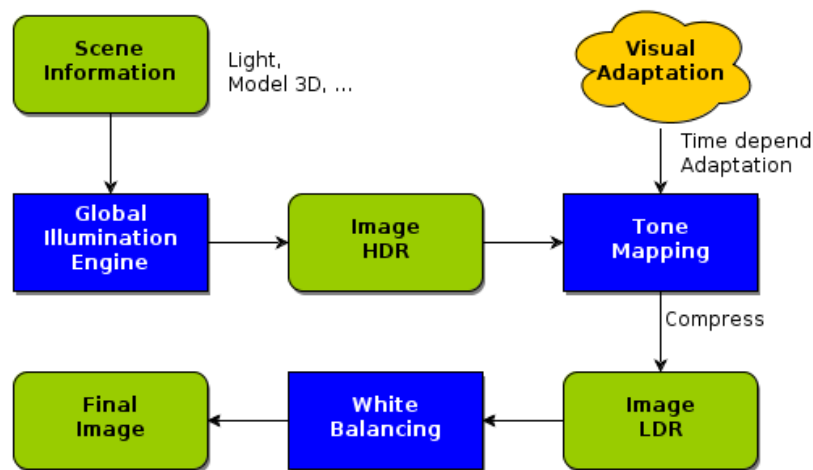 Scene
Information
Light,
Model 3D, ...
Visual
Adaptation
Time depend
Adaptation
Global
Illumination
Engine
Image
HDR
Tone
Mapping
Compress
Final
Image
White
Balancing
Image
LDR